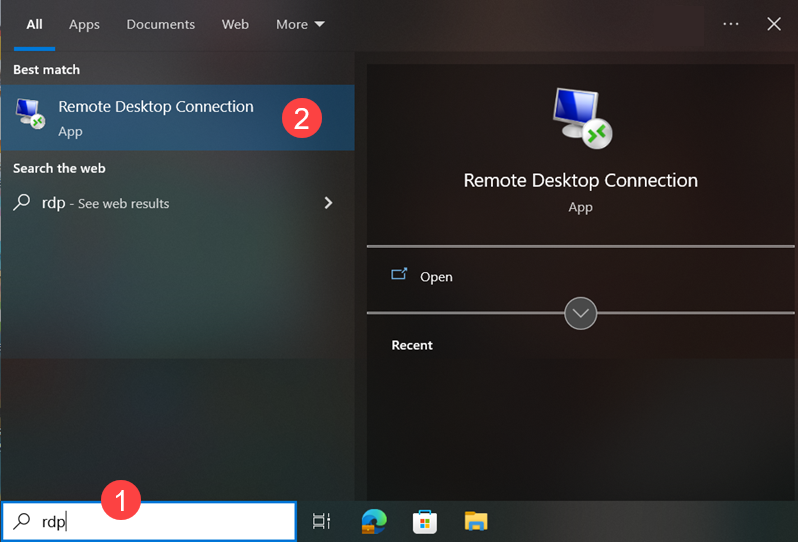 All Apps Documents Web More
Best match
Remote Desktop Connection
App
2
Search the web
rdp - See web results
Remote Desktop Connection
App
Open
Recent
1
rdp